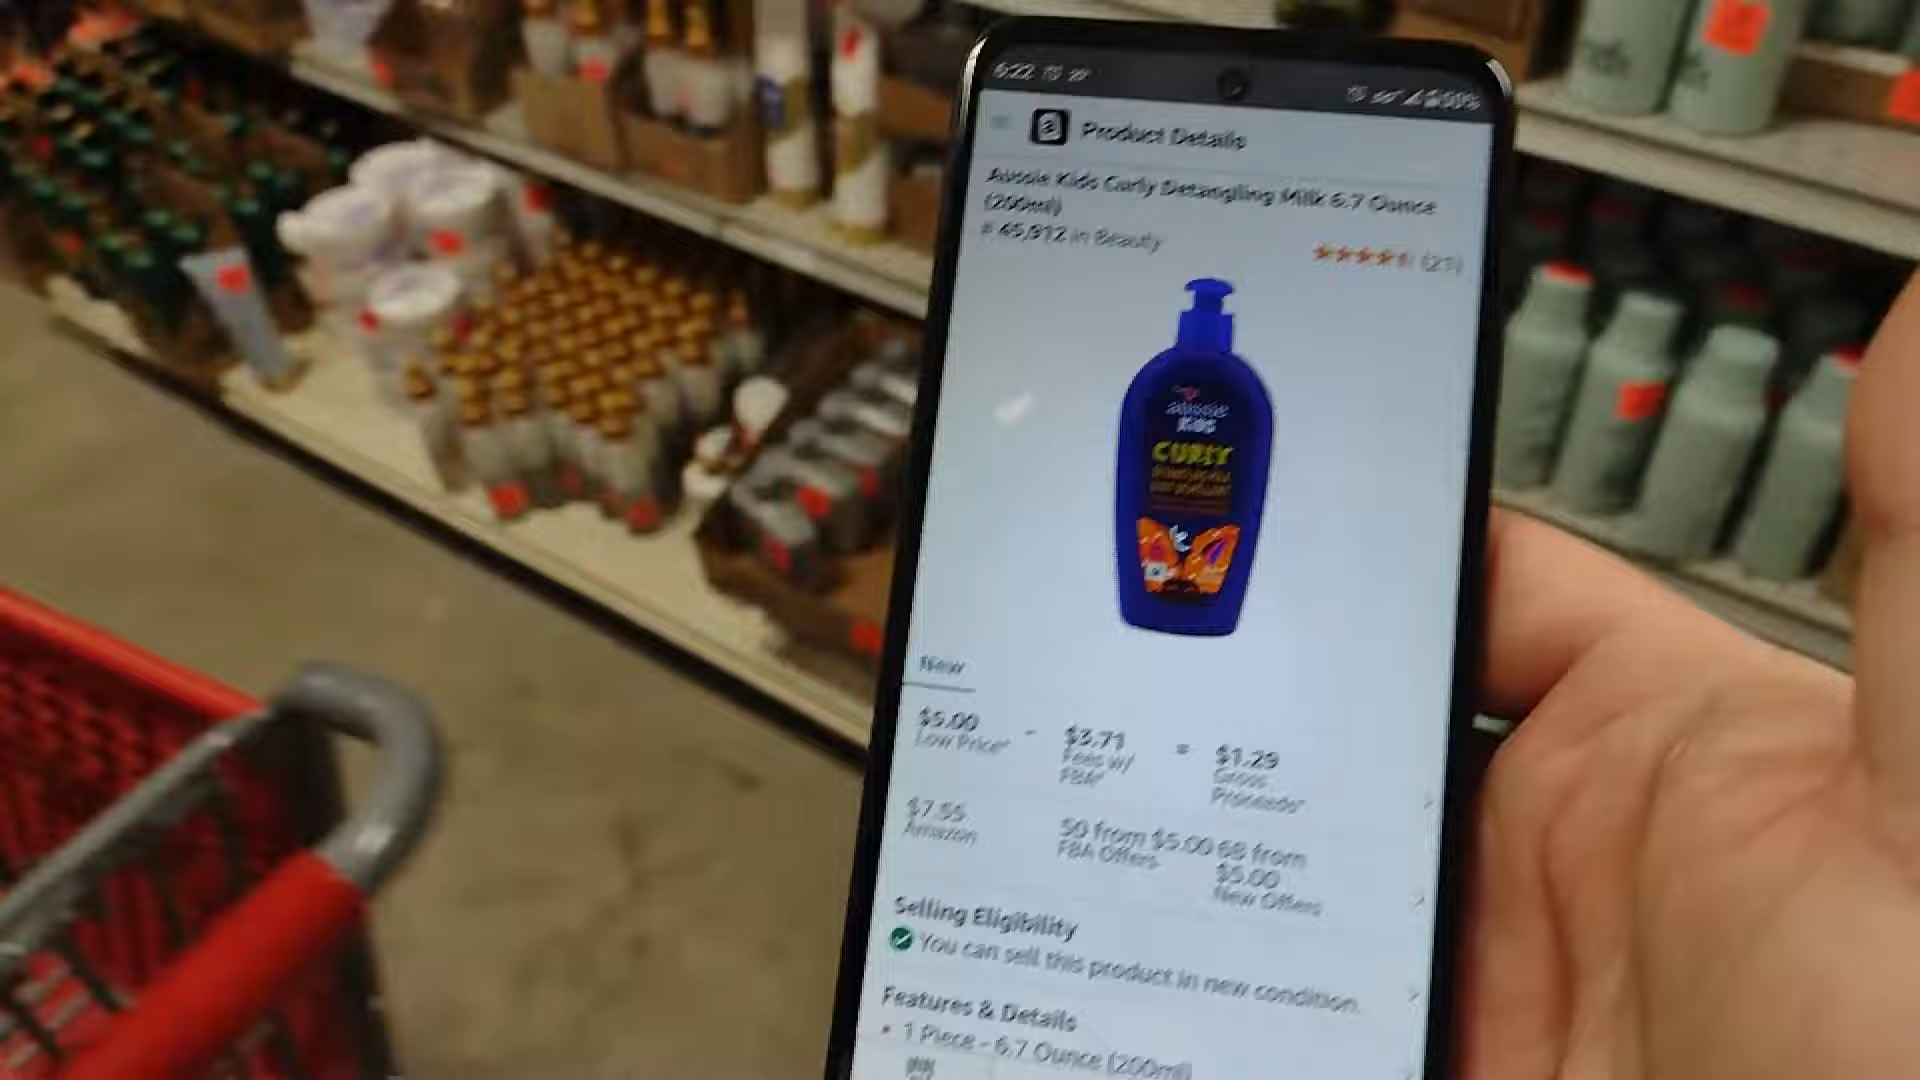 6:22
Product Details
Aussie Kids Curly Detangling Milk 6.7 Ounce
(200ml)
# 45,912 in Beauty
aussie
KIDS
CURLY
New
$5.00 - $3.71 = $1.29
Low Price* Fees w/ FBA* Gross Proceeds*
$7.55 50 from $5.00 68 from $5.00
Amazon FBA Offers New Offers
Selling Eligibility
You can sell this product in new condition.
Features & Details
• 1 Piece - 6.7 Ounce (200ml)